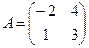 A = ( -2 4
1 3 )